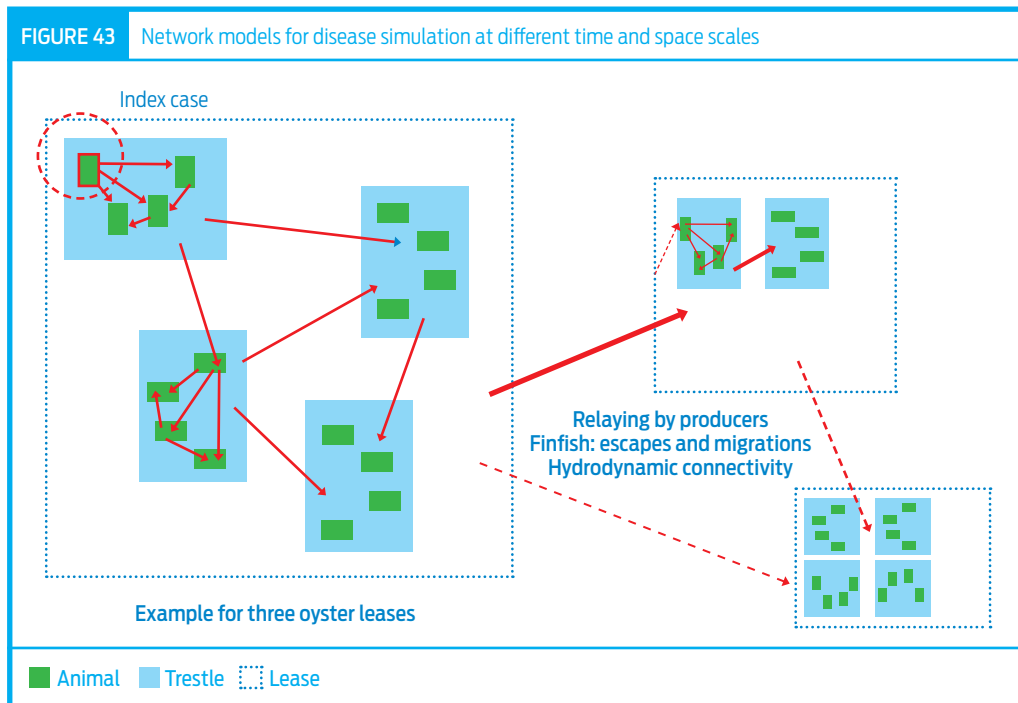 FIGURE 43
Network models for disease simulation at different time and space scales
Index case
Relaying by producers
Finfish: escapes and migrations
Hydrodynamic connectivity
Example for three oyster leases
Animal
Trestle
Lease